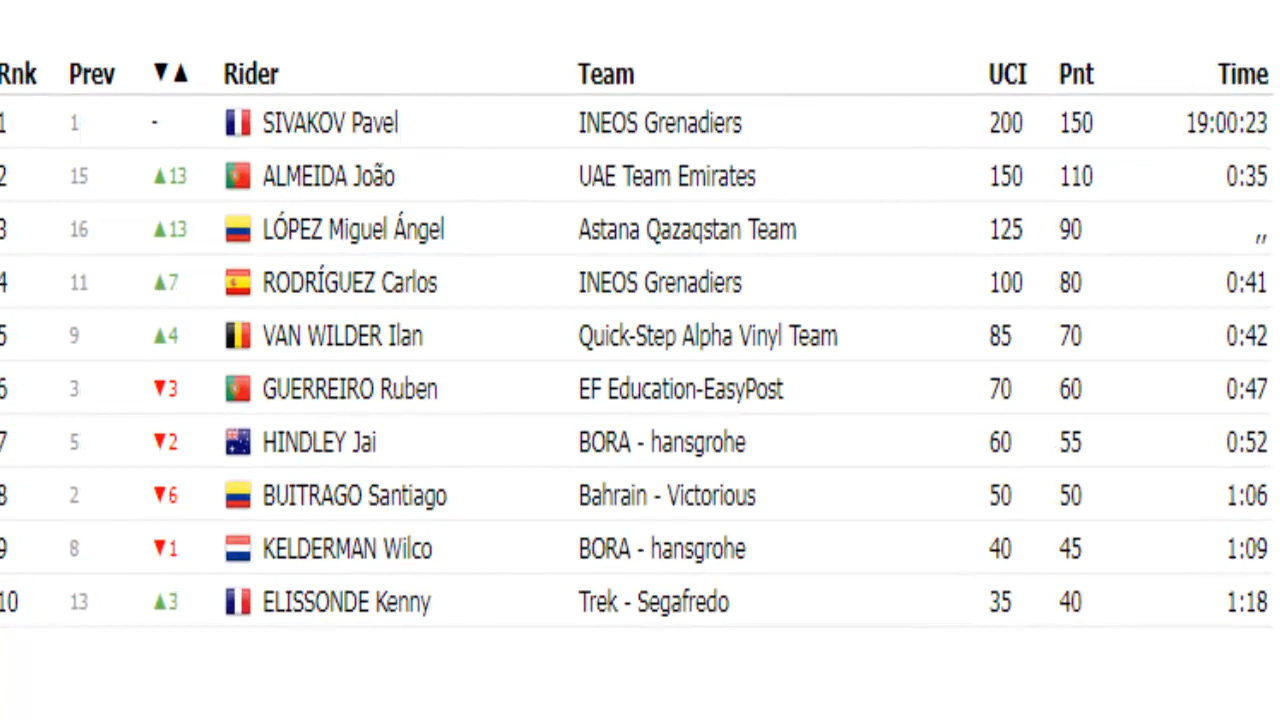 Rnk Prev ▼▲ Rider Team UCI Pnt Time
1 1 - SIVAKOV Pavel INEOS Grenadiers 200 150 19:00:23
2 15 ▲13 ALMEIDA João UAE Team Emirates 150 110 0:35
3 16 ▲13 LÓPEZ Miguel Ángel Astana Qazaqstan Team 125 90 ,,
4 11 ▲7 RODRÍGUEZ Carlos INEOS Grenadiers 100 80 0:41
5 9 ▲4 VAN WILDER Ilan Quick-Step Alpha Vinyl Team 85 70 0:42
6 3 ▼3 GUERREIRO Ruben EF Education-EasyPost 70 60 0:47
7 5 ▼2 HINDLEY Jai BORA - hansgrohe 60 55 0:52
8 2 ▼6 BUITRAGO Santiago Bahrain - Victorious 50 50 1:06
9 8 ▼1 KELDERMAN Wilco BORA - hansgrohe 40 45 1:09
10 13 ▲3 ELISSONDE Kenny Trek - Segafredo 35 40 1:18